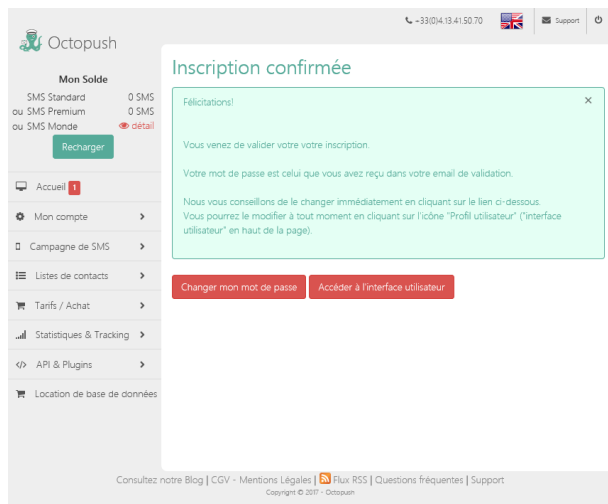 +33(0)4.13.41.50.70
Support
Octopush
Mon Solde
SMS Standard 0 SMS
ou SMS Premium 0 SMS
ou SMS Monde détail
Recharger
Accueil 1
Mon compte
Campagne de SMS
Listes de contacts
Tarifs / Achat
Statistiques & Tracking
API & Plugins
Location de base de données
Inscription confirmée
Félicitations! ×
Vous venez de valider votre votre inscription.
Votre mot de passe est celui que vous avez reçu dans votre email de validation.
Nous vous conseillons de le changer immédiatement en cliquant sur le lien ci-dessous.
Vous pourrez le modifier à tout moment en cliquant sur l'icône "Profil utilisateur" ("interface
utilisateur" en haut de la page).
Changer mon mot de passe Accéder à l'interface utilisateur
Consultez notre Blog | CGV - Mentions Légales | Flux RSS | Questions fréquentes | Support
Copyright © 2017 - Octopush